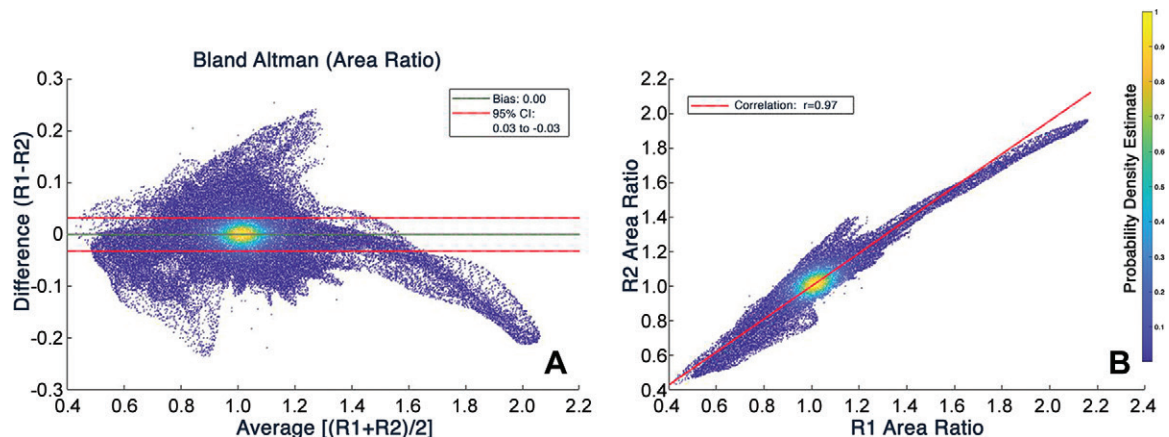 Bland Altman (Area Ratio)
Difference (R1-R2)
0.3
0.2
0.1
0
-0.1
-0.2
-0.3
Bias: 0.00
95% CI:
0.03 to -0.03
A
0.4 0.6 0.8 1.0 1.2 1.4 1.6 1.8 2.0 2.2
Average [(R1+R2)/2]
R2 Area Ratio
2.2
2.0
1.8
1.6
1.4
1.2
1.0
0.8
0.6
0.4
Correlation: r=0.97
B
0.4 0.6 0.8 1.0 1.2 1.4 1.6 1.8 2.0 2.2
R1 Area Ratio
Probability Density Estimate
1
0.9
0.8
0.7
0.6
0.5
0.4
0.3
0.2
0.1